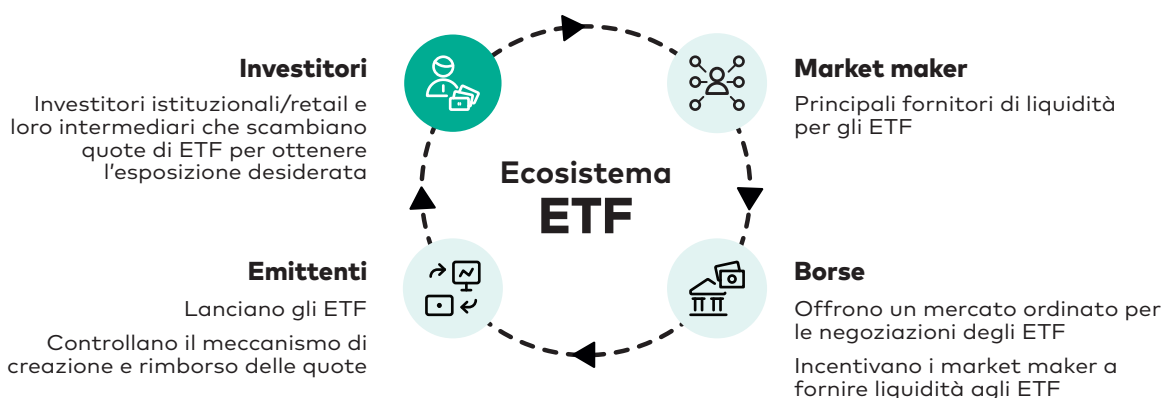 Investitori
Investitori istituzionali/retail e
loro intermediari che scambiano
quote di ETF per ottenere
l’esposizione desiderata
Market maker
Principali fornitori di liquidità
per gli ETF
Ecosistema
ETF
Emittenti
Lanciano gli ETF
Controllano il meccanismo di
creazione e rimborso delle quote
Borse
Offrono un mercato ordinato per
le negoziazioni degli ETF
Incentivano i market maker a
fornire liquidità agli ETF